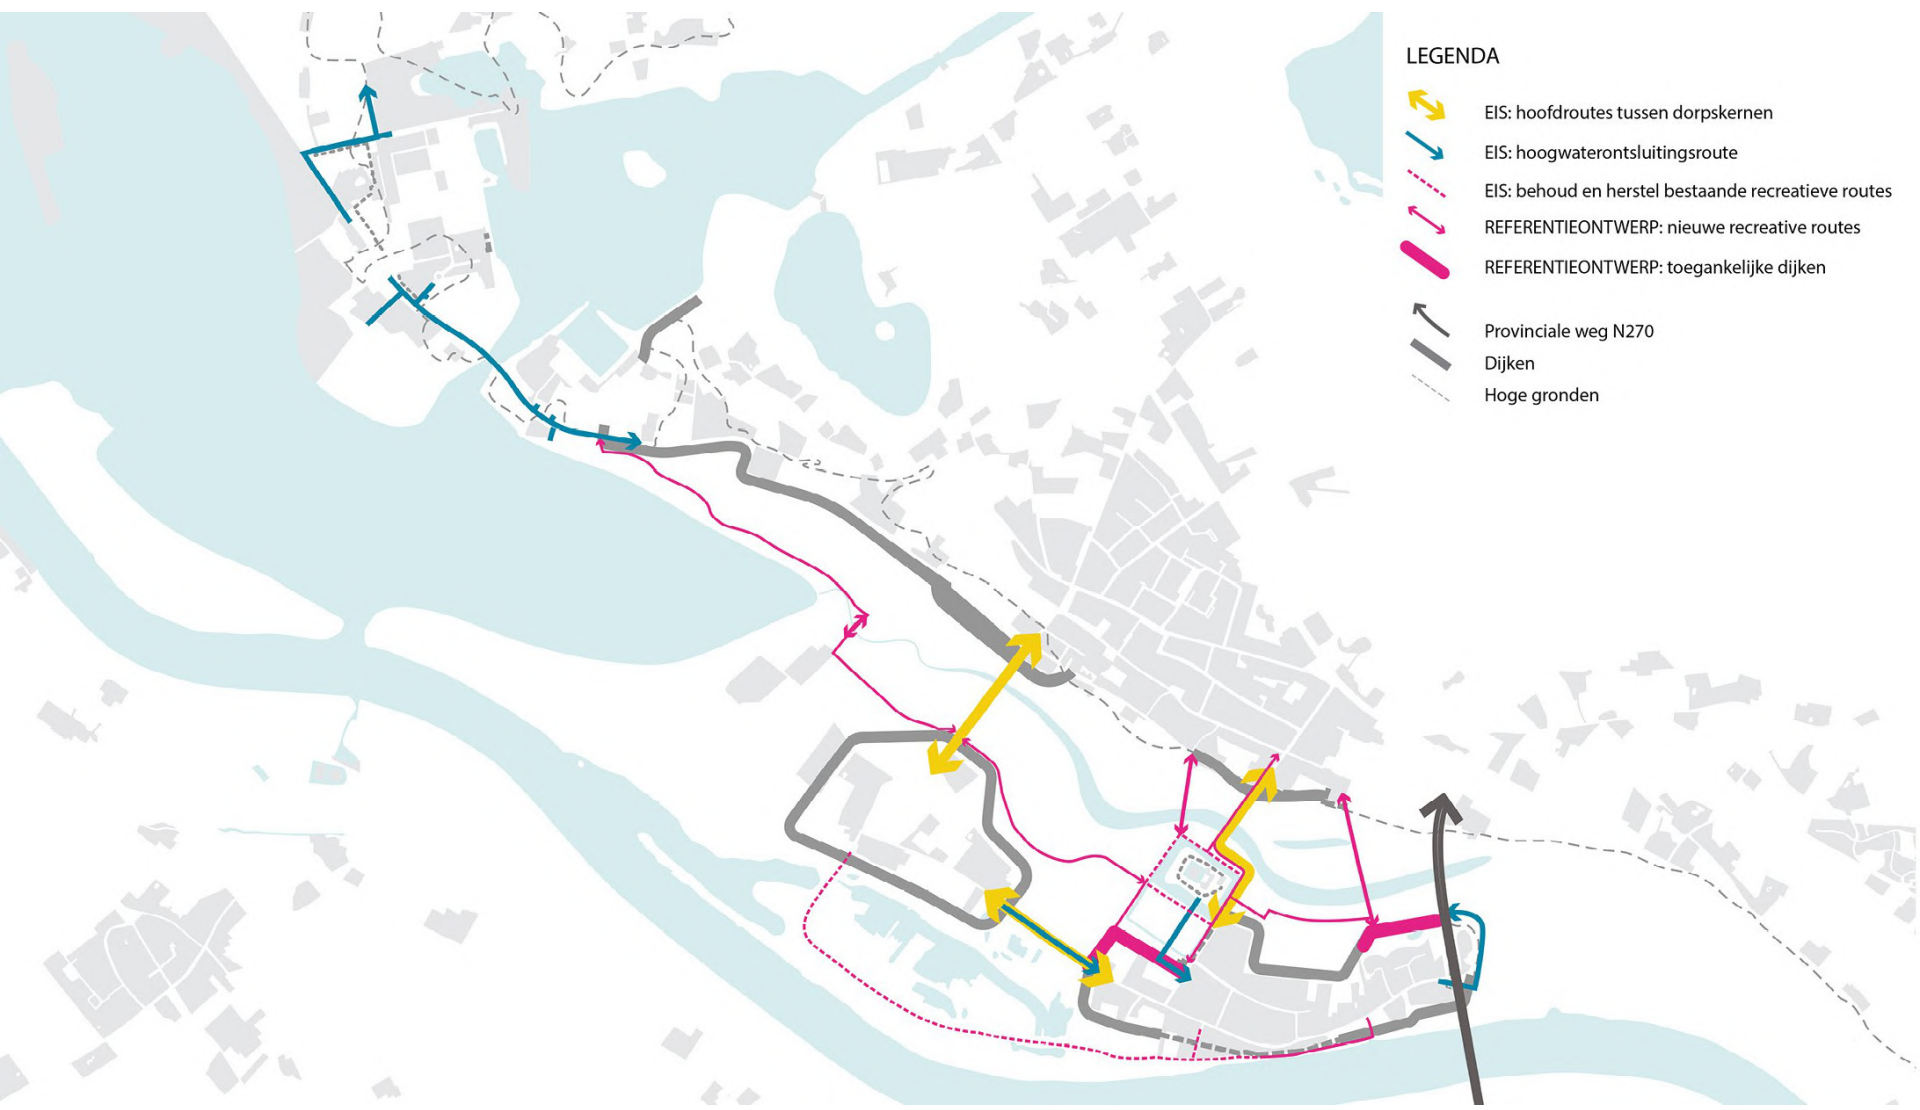 LEGENDA
EIS: hoofdroutes tussen dorpskernen
EIS: hoogwaterontsluitingsroute
EIS: behoud en herstel bestaande recreatieve routes
REFERENTIEONTWERP: nieuwe recreative routes
REFERENTIEONTWERP: toegankelijke dijken
Provinciale weg N270
Dijken
Hoge gronden